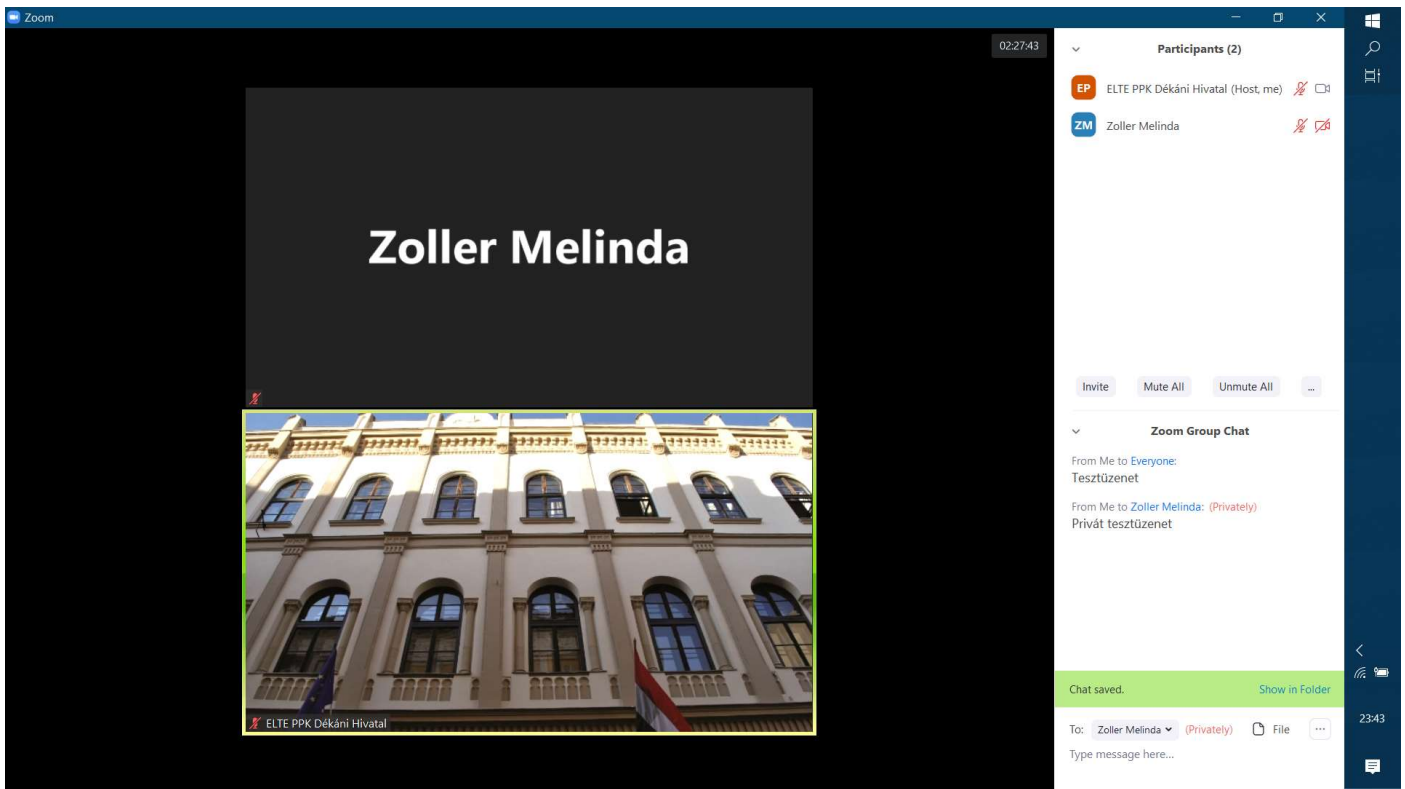 Zoom
02:27:43
Participants (2)
EP ELTE PPK Dékáni Hivatal (Host, me)
ZM Zoller Melinda
Zoller Melinda
ELTE PPK Dékáni Hivatal
Invite Mute All Unmute All ...
Zoom Group Chat
From Me to Everyone:
Tesztüzenet
From Me to Zoller Melinda: (Privately)
Privát tesztüzenet
Chat saved. Show in Folder
To: Zoller Melinda (Privately) File ...
Type message here...
23:43